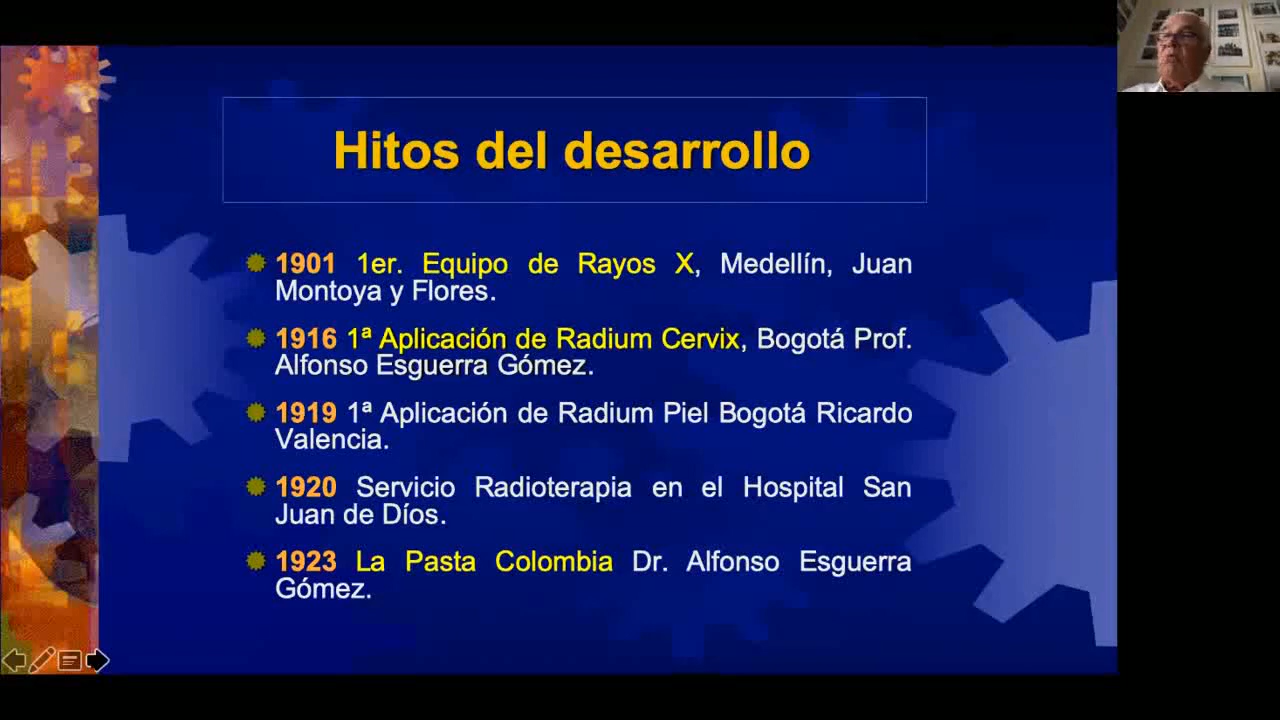 Hitos del desarrollo
1901 1er. Equipo de Rayos X, Medellín, Juan
Montoya y Flores.
1916 1ª Aplicación de Radium Cervix, Bogotá Prof.
Alfonso Esguerra Gómez.
1919 1ª Aplicación de Radium Piel Bogotá Ricardo
Valencia.
1920 Servicio Radioterapia en el Hospital San
Juan de Díos.
1923 La Pasta Colombia Dr. Alfonso Esguerra
Gómez.